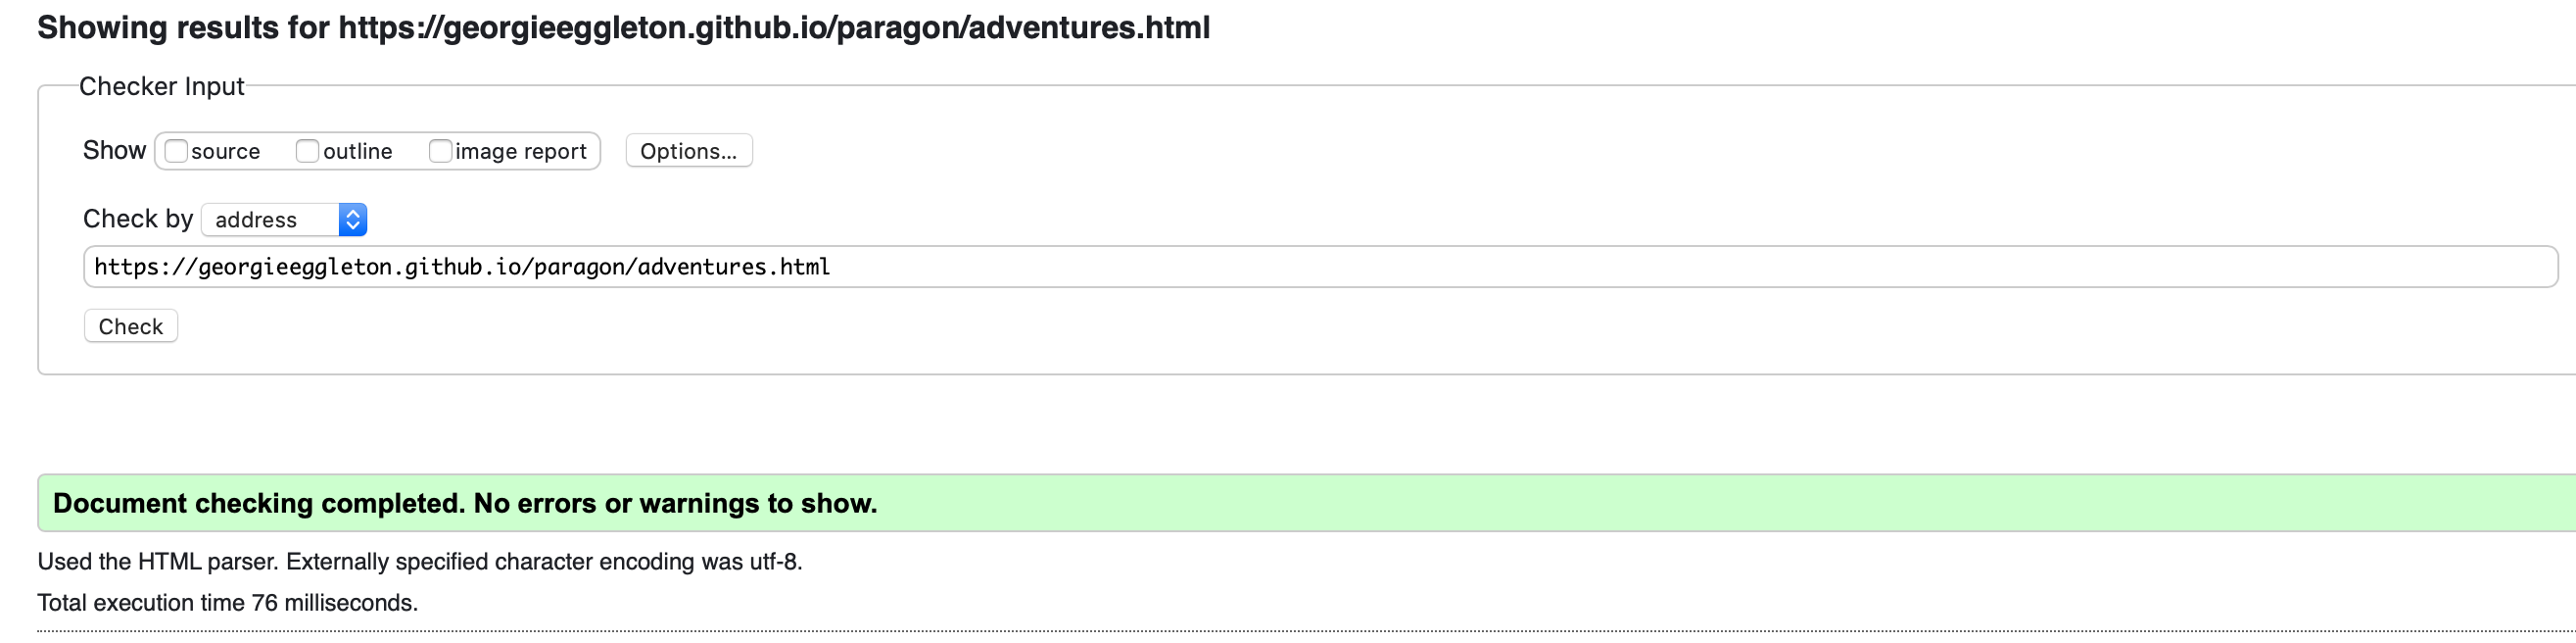 Showing results for https://georgieeggleton.github.io/paragon/adventures.html
Checker Input
Show source outline image report Options...
Check by address
https://georgieeggleton.github.io/paragon/adventures.html
Check
Document checking completed. No errors or warnings to show.
Used the HTML parser. Externally specified character encoding was utf-8.
Total execution time 76 milliseconds.